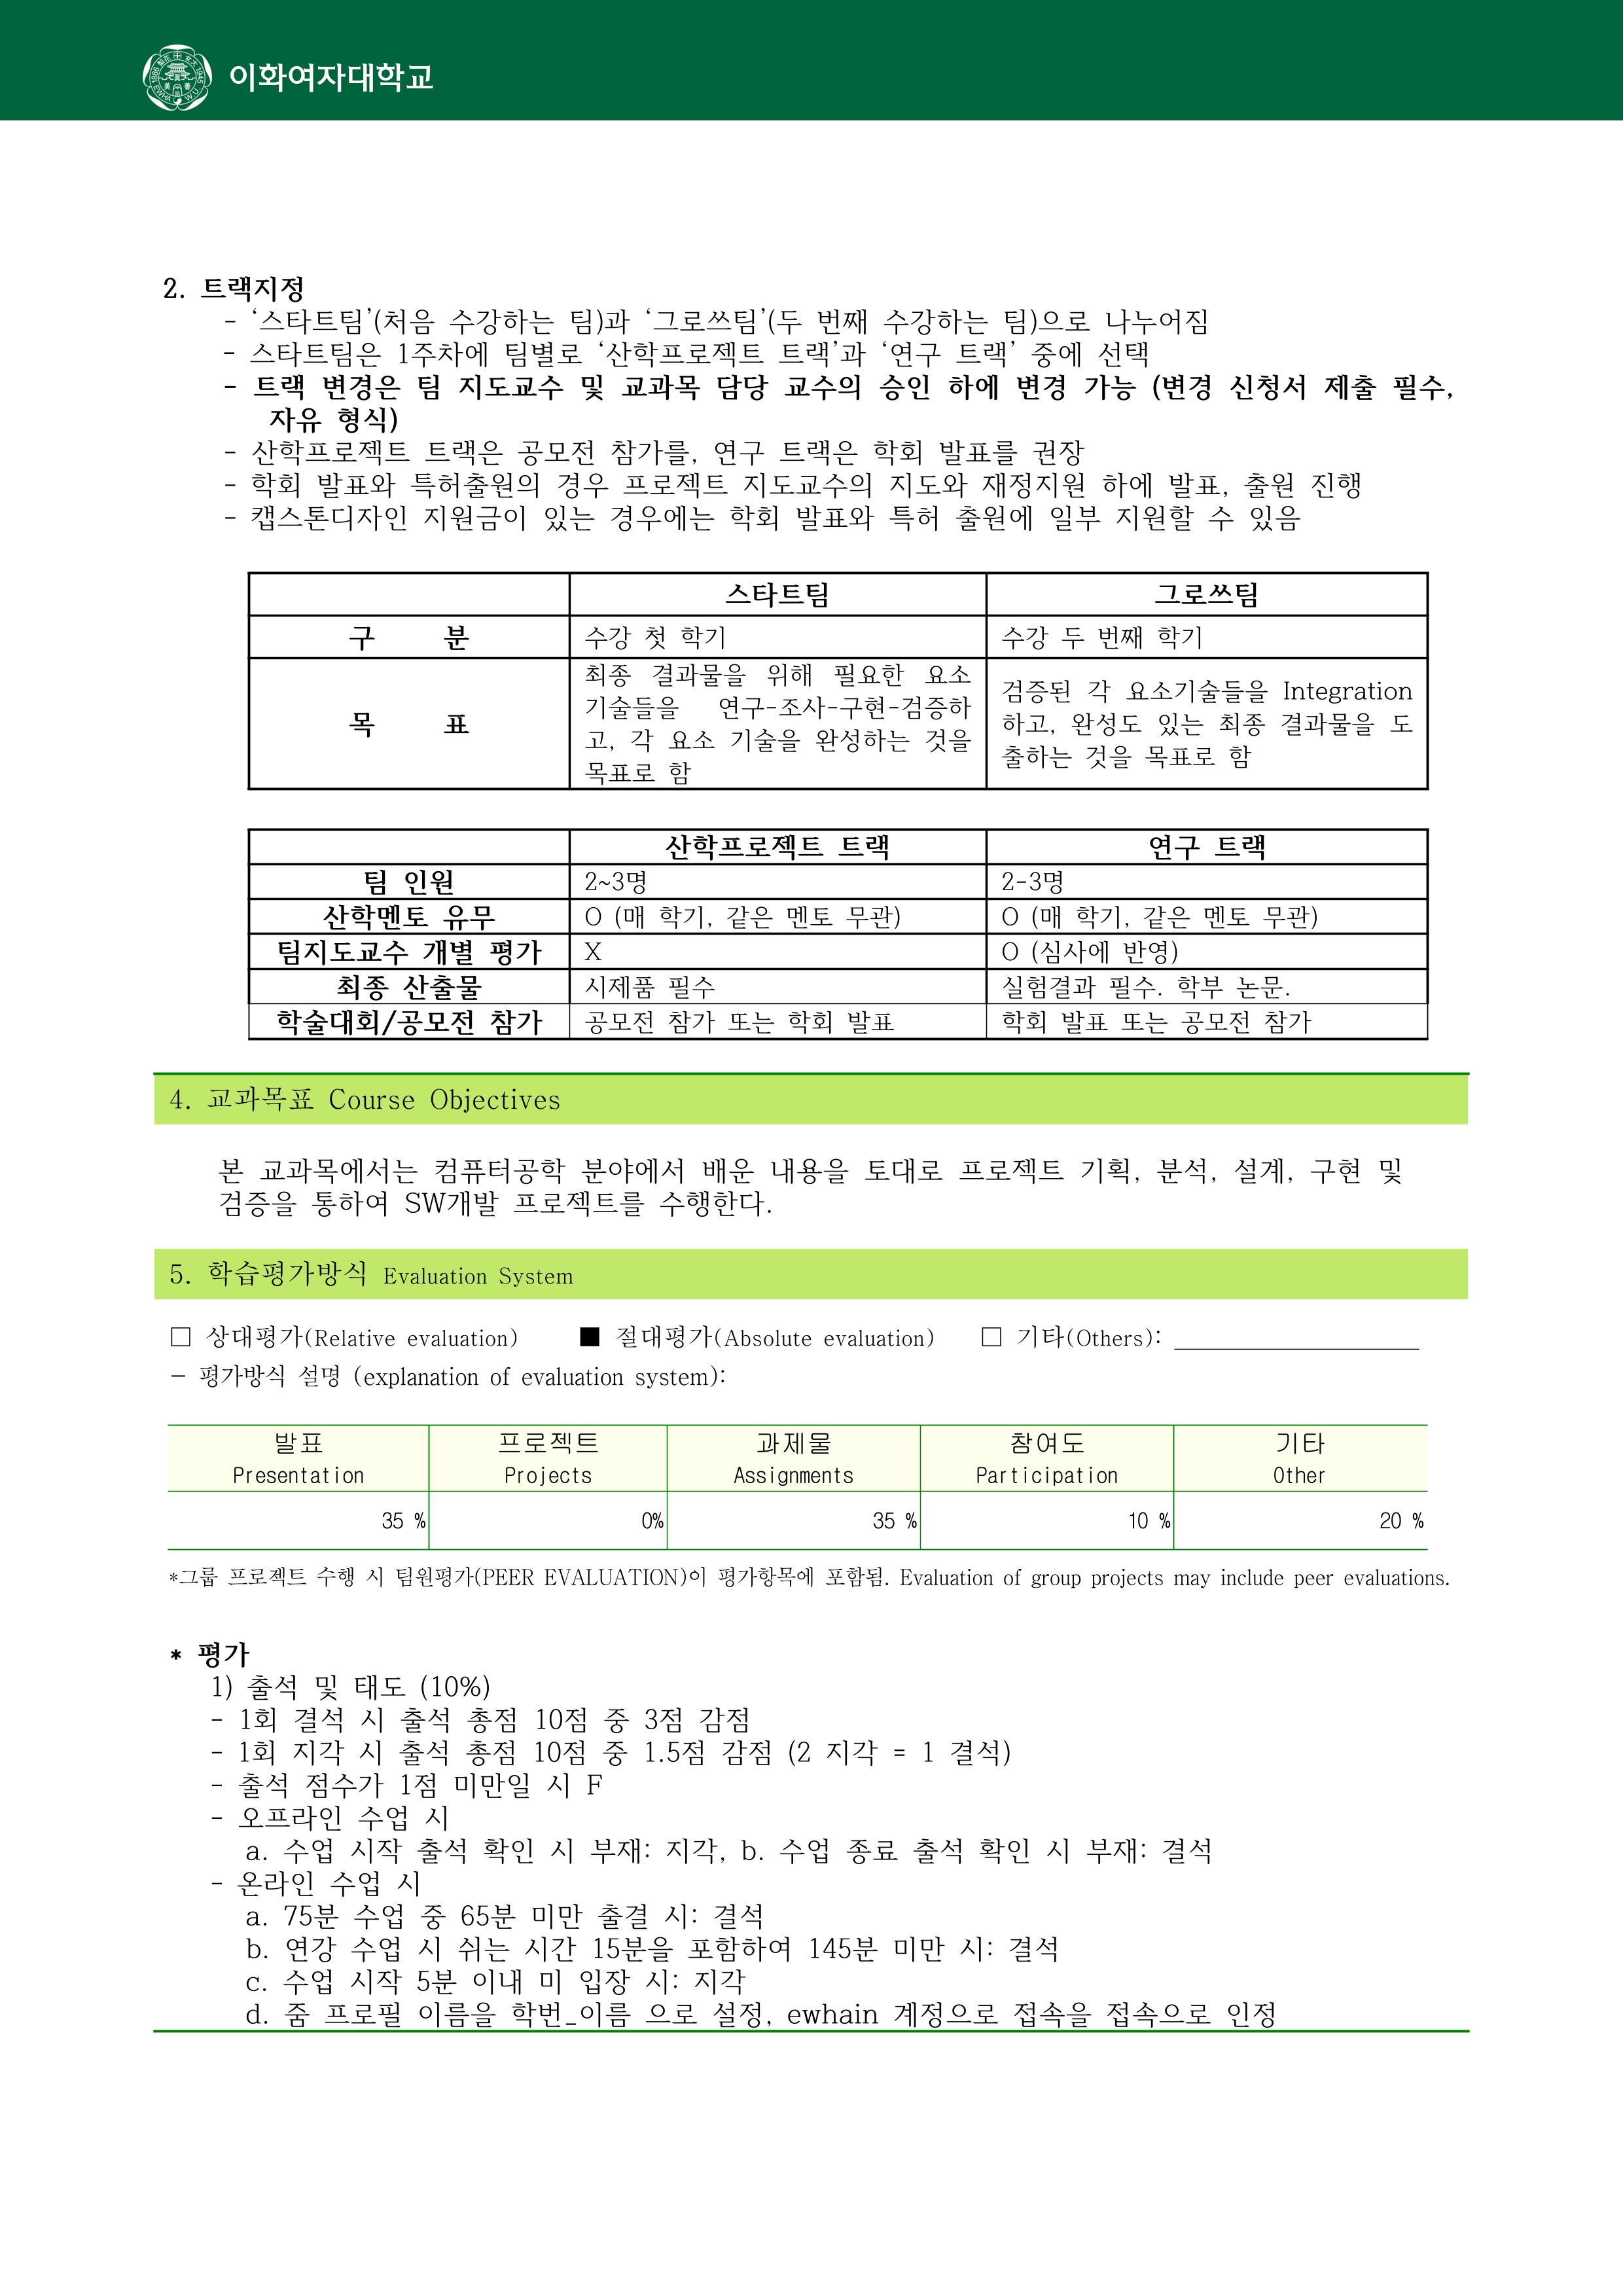 이화여자대학교
2. 트랙지정
- ‘스타트팀’(처음 수강하는 팀)과 ‘그로쓰팀’(두 번째 수강하는 팀)으로 나누어짐
- 스타트팀은 1주차에 팀별로 ‘산학프로젝트 트랙’과 ‘연구 트랙’ 중에 선택
- 트랙 변경은 팀 지도교수 및 교과목 담당 교수의 승인 하에 변경 가능 (변경 신청서 제출 필수,
자유 형식)
- 산학프로젝트 트랙은 공모전 참가를, 연구 트랙은 학회 발표를 권장
- 학회 발표와 특허출원의 경우 프로젝트 지도교수의 지도와 재정지원 하에 발표, 출원 진행
- 캡스톤디자인 지원금이 있는 경우에는 학회 발표와 특허 출원에 일부 지원할 수 있음
스타트팀 그로쓰팀
구 분 수강 첫 학기 수강 두 번째 학기
목 표
최종 결과물을 위해 필요한 요소
기술들을 연구-조사-구현-검증하
고, 각 요소 기술을 완성하는 것을
목표로 함
검증된 각 요소기술들을 Integration
하고, 완성도 있는 최종 결과물을 도
출하는 것을 목표로 함
산학프로젝트 트랙 연구 트랙
팀 인원 2~3명 2-3명
산학멘토 유무 O (매 학기, 같은 멘토 무관) O (매 학기, 같은 멘토 무관)
팀지도교수 개별 평가 X O (심사에 반영)
최종 산출물 시제품 필수 실험결과 필수. 학부 논문.
학술대회/공모전 참가 공모전 참가 또는 학회 발표 학회 발표 또는 공모전 참가
4. 교과목표 Course Objectives
본 교과목에서는 컴퓨터공학 분야에서 배운 내용을 토대로 프로젝트 기획, 분석, 설계, 구현 및
검증을 통하여 SW개발 프로젝트를 수행한다.
5. 학습평가방식 Evaluation System
□ 상대평가(Relative evaluation) ■ 절대평가(Absolute evaluation) □ 기타(Others):
- 평가방식 설명 (explanation of evaluation system):
발표 프로젝트 과제물 참여도 기타
Presentation Projects Assignments Participation Other
35 % 0% 35 % 10 % 20 %
*그룹 프로젝트 수행 시 팀원평가(PEER EVALUATION)이 평가항목에 포함됨. Evaluation of group projects may include peer evaluations.
* 평가
1) 출석 및 태도 (10%)
- 1회 결석 시 출석 총점 10점 중 3점 감점
- 1회 지각 시 출석 총점 10점 중 1.5점 감점 (2 지각 = 1 결석)
- 출석 점수가 1점 미만일 시 F
- 오프라인 수업 시
a. 수업 시작 출석 확인 시 부재: 지각, b. 수업 종료 출석 확인 시 부재: 결석
- 온라인 수업 시
a. 75분 수업 중 65분 미만 출결 시: 결석
b. 연강 수업 시 쉬는 시간 15분을 포함하여 145분 미만 시: 결석
c. 수업 시작 5분 이내 미 입장 시: 지각
d. 줌 프로필 이름을 학번_이름 으로 설정, ewhain 계정으로 접속을 접속으로 인정